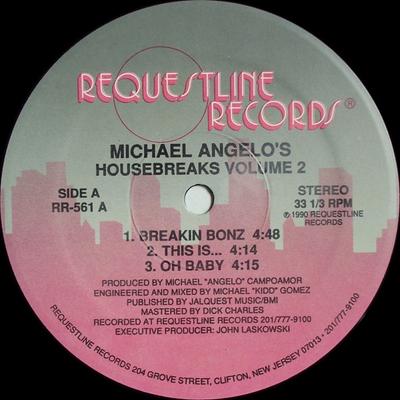 REQUESTLINE
RECORDS®
MICHAEL ANGELO'S
HOUSEBREAKS VOLUME 2
SIDE A
RR-561 A
STEREO
33 1/3 RPM
℗ 1990 REQUESTLINE
RECORDS
1. BREAKIN BONZ 4:48
2. THIS IS... 4:14
3. OH BABY 4:15
PRODUCED BY MICHAEL "ANGELO" CAMPOAMOR
ENGINEERED AND MIXED BY MICHAEL "KIDD" GOMEZ
PUBLISHED BY JALQUEST MUSIC/BMI
MASTERED BY DICK CHARLES
RECORDED AT REQUESTLINE RECORDS 201/777-9100
EXECUTIVE PRODUCER: JOHN LASKOWSKI
REQUESTLINE RECORDS 204 GROVE STREET, CLIFTON, NEW JERSEY 07013 • 201/777-9100